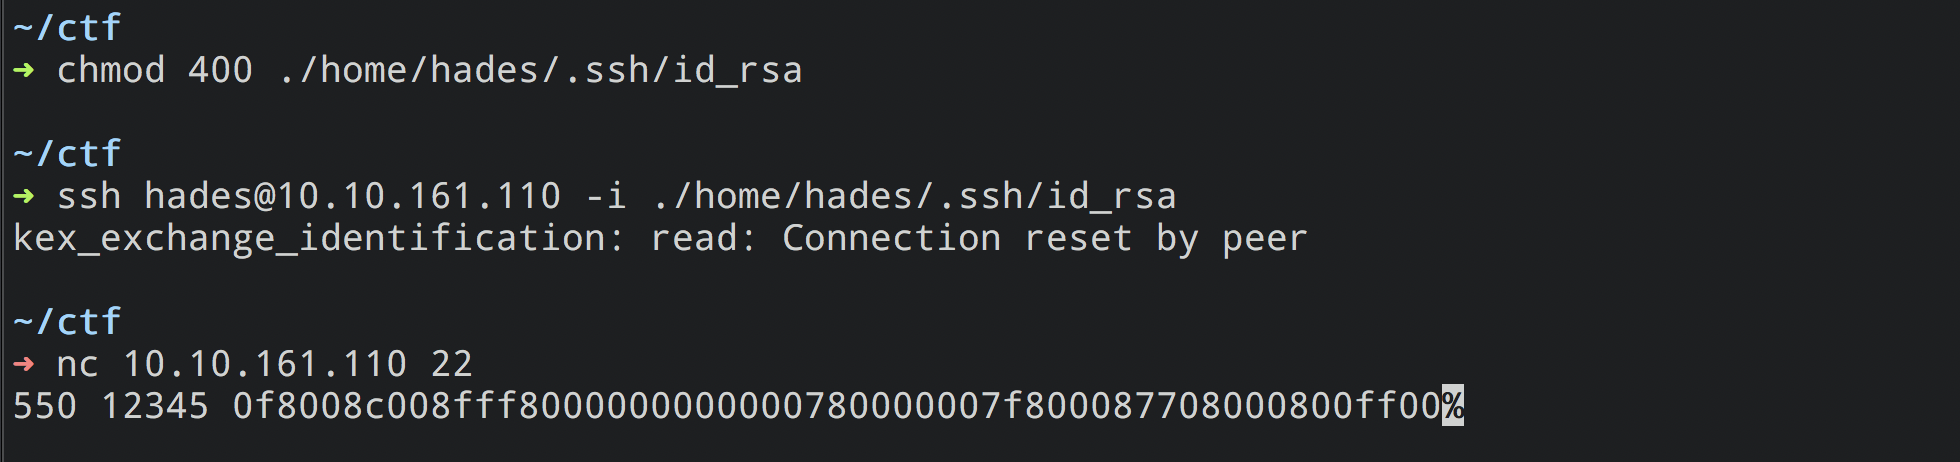 ~/ctf
➜ chmod 400 ./home/hades/.ssh/id_rsa
~/ctf
➜ ssh hades@10.10.161.110 -i ./home/hades/.ssh/id_rsa
kex_exchange_identification: read: Connection reset by peer
~/ctf
➜ nc 10.10.161.110 22
550 12345 0f8008c008fff8000000000000780000007f800087708000800ff00%